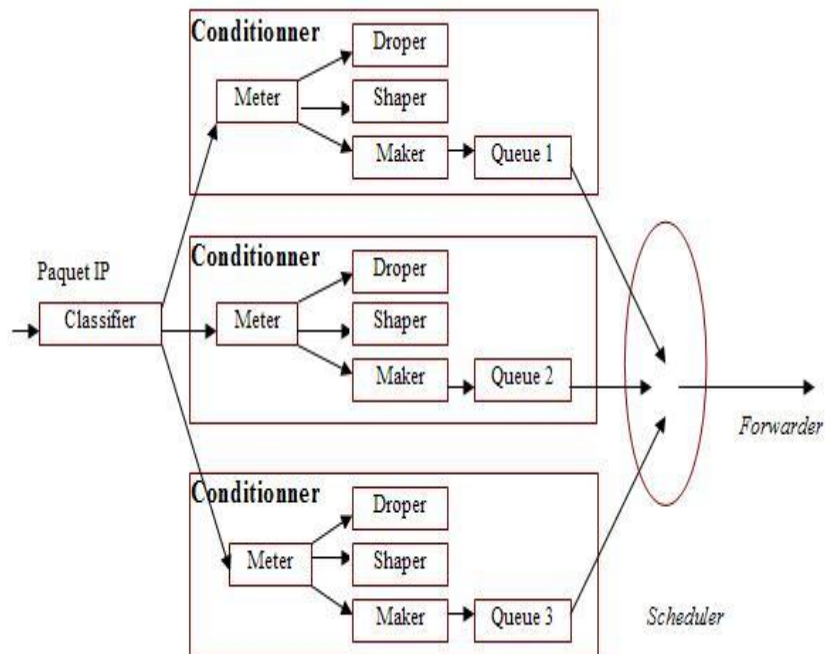 Conditionner
Droper
Meter
Shaper
Maker
Queue 1
Conditionner
Droper
Paquet IP
Classifier
Meter
Shaper
Maker
Queue 2
Forwarder
Conditionner
Droper
Meter
Shaper
Maker
Queue 3
Scheduler